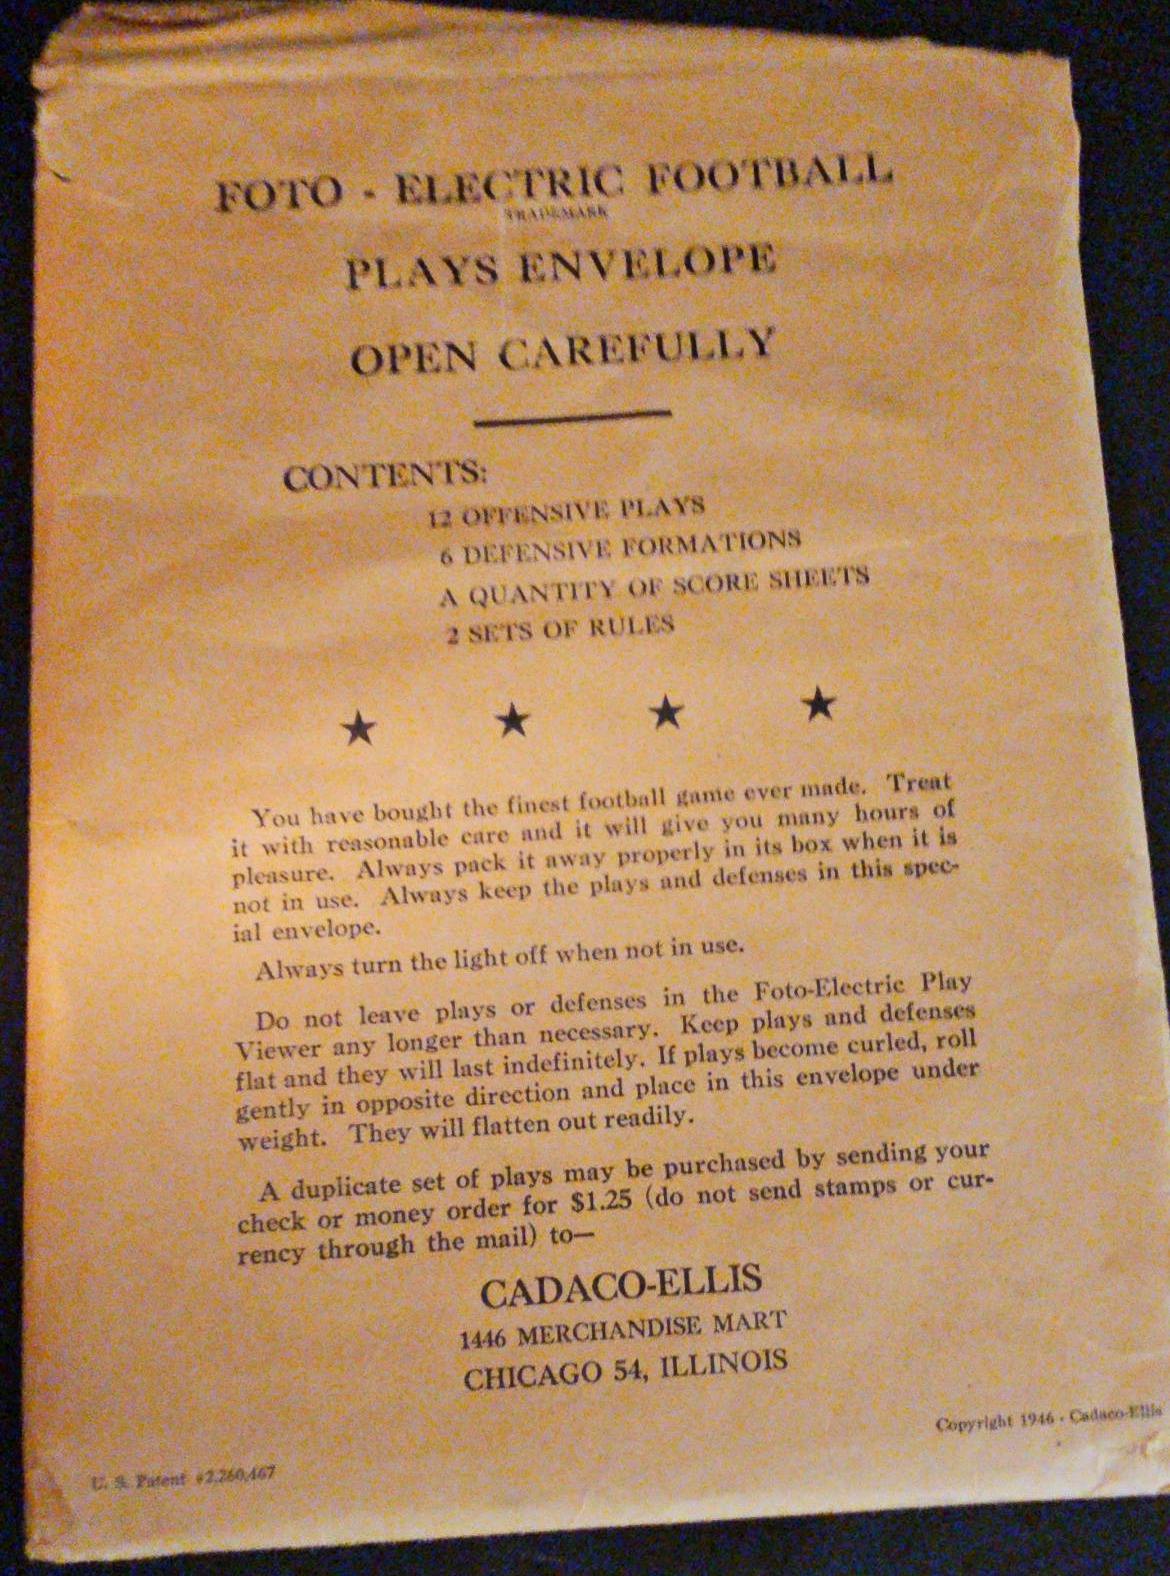 FOTO - ELECTRIC FOOTBALL
TRADEMARK
PLAYS ENVELOPE
OPEN CAREFULLY
CONTENTS:
12 OFFENSIVE PLAYS
6 DEFENSIVE FORMATIONS
A QUANTITY OF SCORE SHEETS
2 SETS OF RULES
You have bought the finest football game ever made. Treat
it with reasonable care and it will give you many hours of
pleasure. Always pack it away properly in its box when it is
not in use. Always keep the plays and defenses in this spec-
ial envelope.
Always turn the light off when not in use.
Do not leave plays or defenses in the Foto-Electric Play
Viewer any longer than necessary. Keep plays and defenses
flat and they will last indefinitely. If plays become curled, roll
gently in opposite direction and place in this envelope under
weight. They will flatten out readily.
A duplicate set of plays may be purchased by sending your
check or money order for $1.25 (do not send stamps or cur-
rency through the mail) to—
CADACO-ELLIS
1446 MERCHANDISE MART
CHICAGO 54, ILLINOIS
Copyright 1946 - Cadaco-Ellis
U. S. Patent #2,260,467